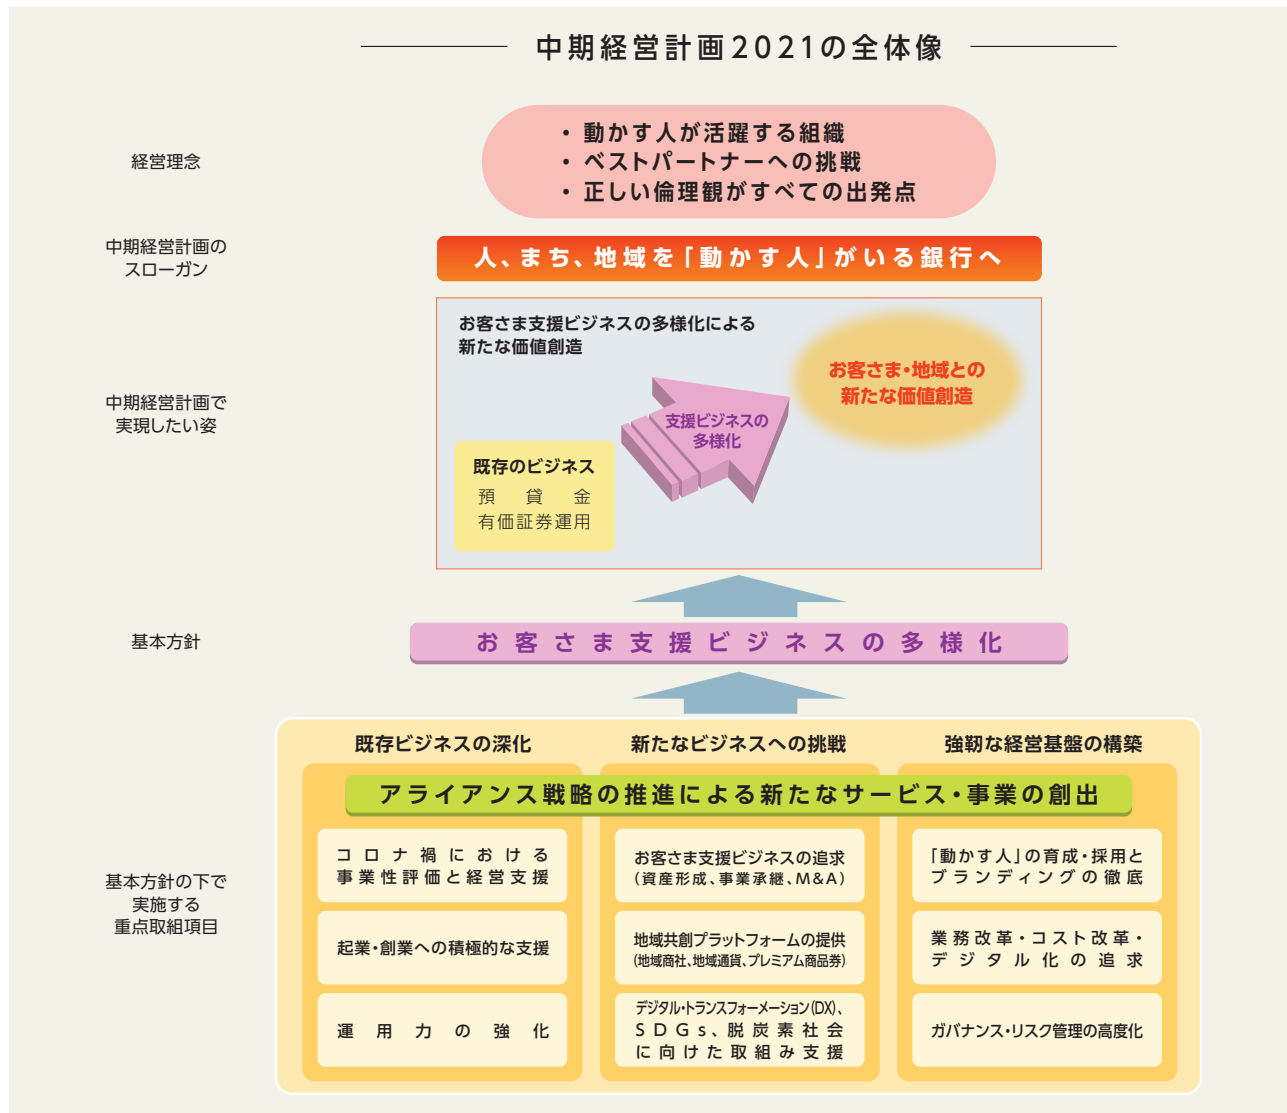 中期経営計画2021の全体像
経営理念
・動かす人が活躍する組織
・ベストパートナーへの挑戦
・正しい倫理観がすべての出発点
中期経営計画の
スローガン
人、まち、地域を「動かす人」がいる銀行へ
中期経営計画で
実現したい姿
お客さま支援ビジネスの多様化による
新たな価値創造
お客さま・地域との
新たな価値創造
支援ビジネスの
多様化
既存のビジネス
預貸金
有価証券運用
基本方針
お客さま支援ビジネスの多様化
基本方針の下で
実施する
重点取組項目
既存ビジネスの深化
新たなビジネスへの挑戦
強靭な経営基盤の構築
アライアンス戦略の推進による新たなサービス・事業の創出
コロナ禍における
事業性評価と経営支援
起業・創業への積極的な支援
運用力の強化
お客さま支援ビジネスの追求
(資産形成、事業承継、M&A)
地域共創プラットフォームの提供
(地域商社、地域通貨、プレミアム商品券)
デジタル・トランスフォーメーション(DX)、
SDGs、脱炭素社会
に向けた取組み支援
「動かす人」の育成・採用と
ブランディングの徹底
業務改革・コスト改革・
デジタル化の追求
ガバナンス・リスク管理の高度化